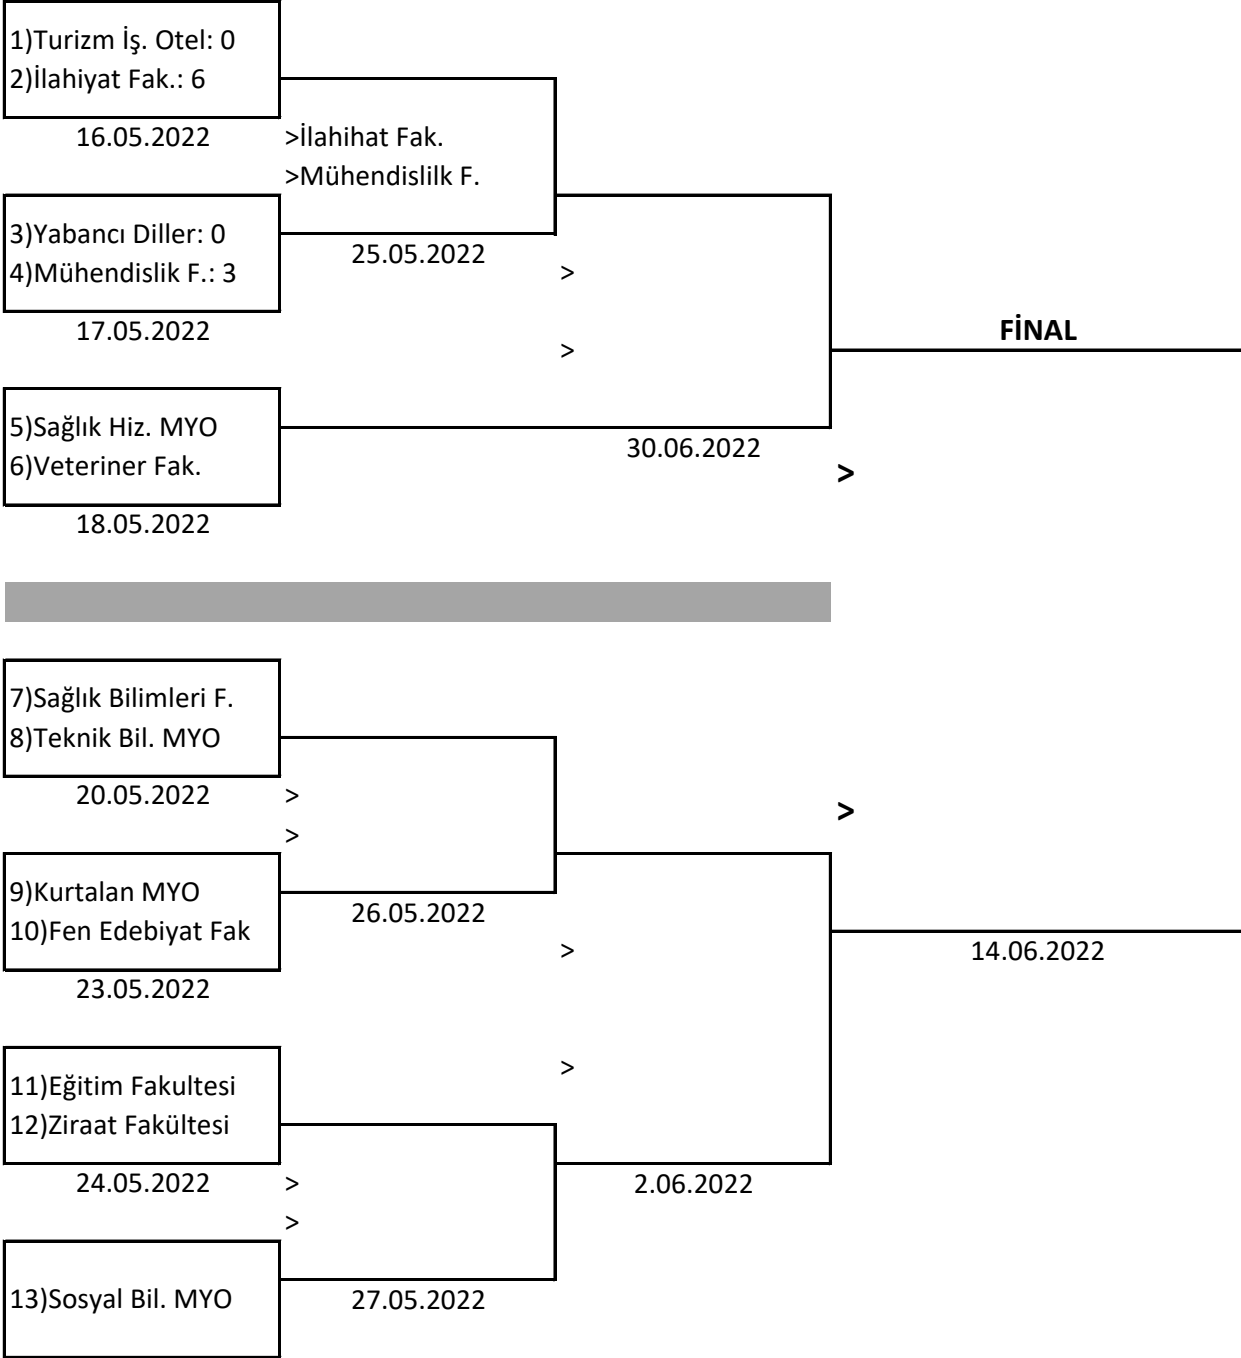 1)Turizm İş. Otel: 0
2)İlahiyat Fak.: 6
16.05.2022
>İlahihat Fak.
>Mühendislilk F.
3)Yabancı Diller: 0
4)Mühendislik F.: 3
25.05.2022
>
17.05.2022
FİNAL
>
5)Sağlık Hiz. MYO
6)Veteriner Fak.
30.06.2022
>
18.05.2022
7)Sağlık Bilimleri F.
8)Teknik Bil. MYO
20.05.2022
>
>
>
9)Kurtalan MYO
10)Fen Edebiyat Fak
26.05.2022
>
14.06.2022
23.05.2022
>
11)Eğitim Fakultesi
12)Ziraat Fakültesi
24.05.2022
>
2.06.2022
>
13)Sosyal Bil. MYO
27.05.2022